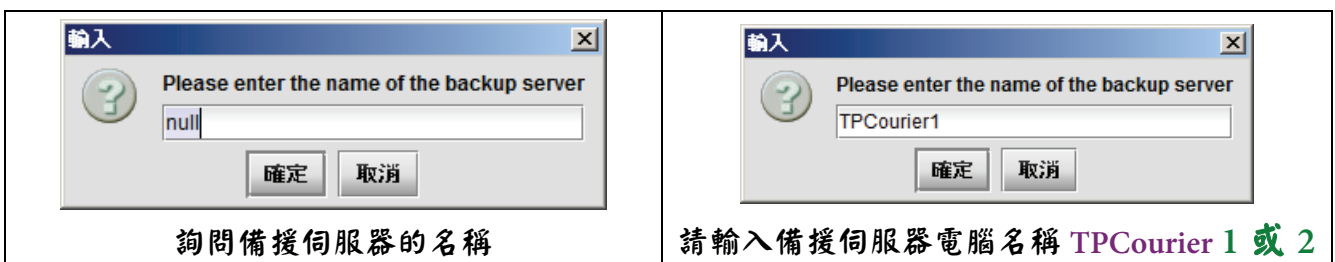 輸入
Please enter the name of the backup server
null
確定 取消
詢問備援伺服器的名稱
輸入
Please enter the name of the backup server
TPCourier1
確定 取消
請輸入備援伺服器電腦名稱 TPCourier 1 或 2